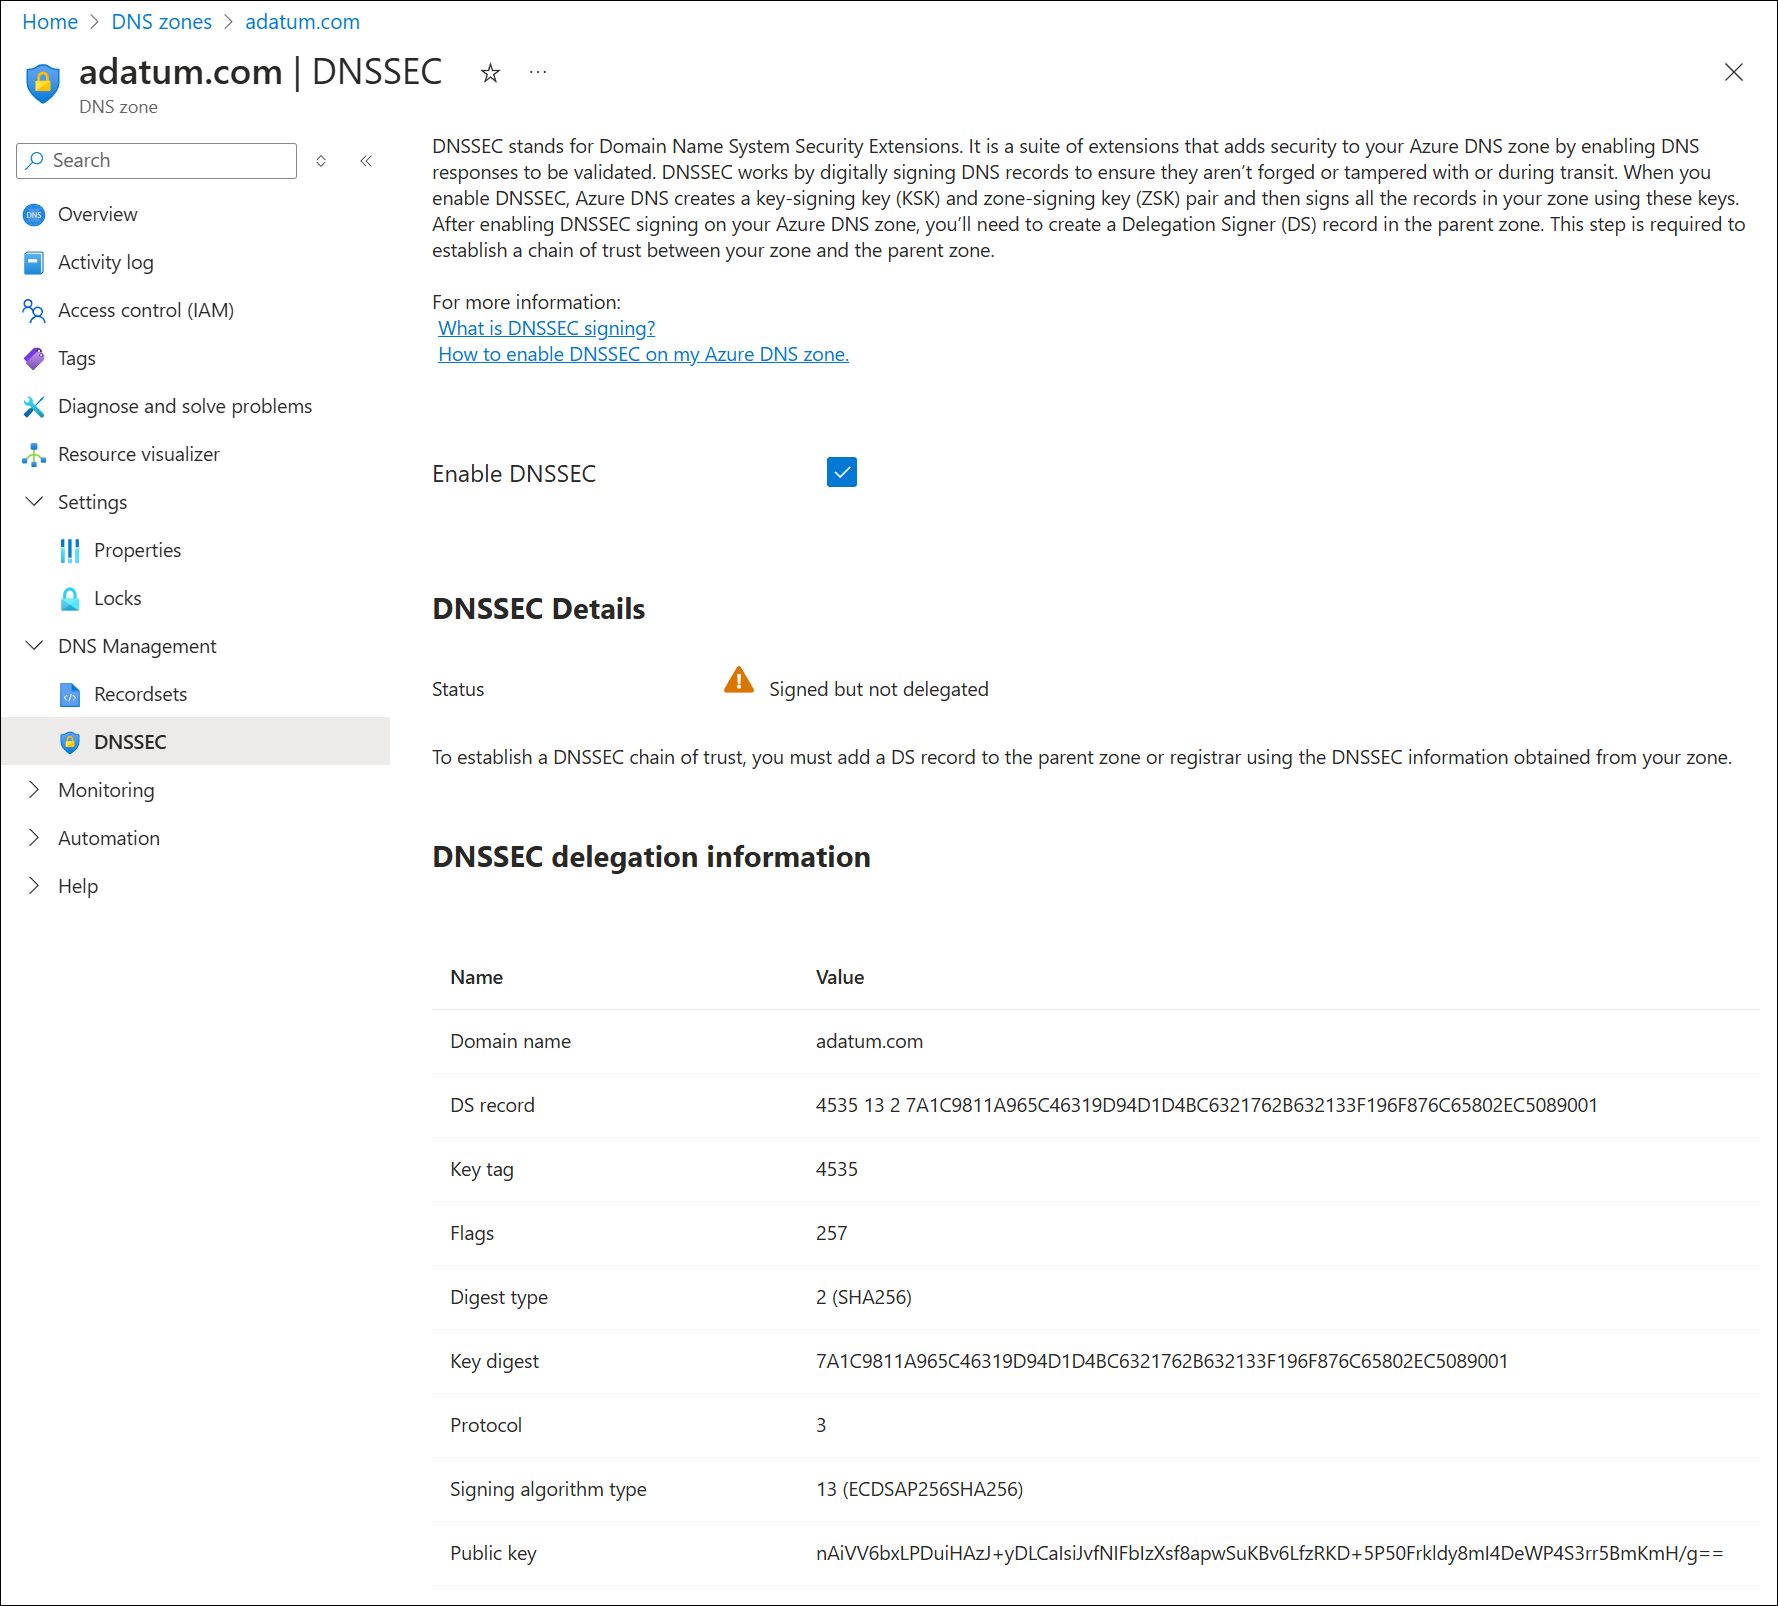 Home > DNS zones > adatum.com
adatum.com | DNSSEC
DNS zone
Search
Overview
Activity log
Access control (IAM)
Tags
Diagnose and solve problems
Resource visualizer
Settings
Properties
Locks
DNS Management
Recordsets
DNSSEC
Monitoring
Automation
Help
DNSSEC stands for Domain Name System Security Extensions. It is a suite of extensions that adds security to your Azure DNS zone by enabling DNS
responses to be validated. DNSSEC works by digitally signing DNS records to ensure they aren't forged or tampered with or during transit. When you
enable DNSSEC, Azure DNS creates a key-signing key (KSK) and zone-signing key (ZSK) pair and then signs all the records in your zone using these keys.
After enabling DNSSEC signing on your Azure DNS zone, you'll need to create a Delegation Signer (DS) record in the parent zone. This step is required to
establish a chain of trust between your zone and the parent zone.
For more information:
What is DNSSEC signing?
How to enable DNSSEC on my Azure DNS zone.
Enable DNSSEC
DNSSEC Details
Status Signed but not delegated
To establish a DNSSEC chain of trust, you must add a DS record to the parent zone or registrar using the DNSSEC information obtained from your zone.
DNSSEC delegation information
Name Value
Domain name adatum.com
DS record 4535 13 2 7A1C9811A965C46319D94D1D4BC6321762B632133F196F876C65802EC5089001
Key tag 4535
Flags 257
Digest type 2 (SHA256)
Key digest 7A1C9811A965C46319D94D1D4BC6321762B632133F196F876C65802EC5089001
Protocol 3
Signing algorithm type 13 (ECDSAP256SHA256)
Public key nAiVV6bxLPDuiHAzJ+yDLCaIsiJvfNIFbIzXsf8apwSuKBv6LfzRKD+5P50Frkldy8mI4DeWP4S3rr5BmKmH/g==